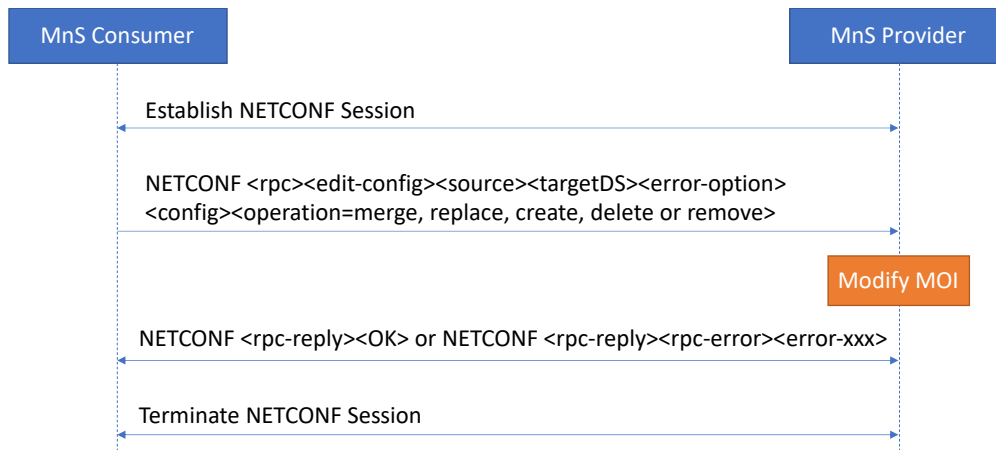 MnS Consumer
MnS Provider
Establish NETCONF Session
NETCONF <rpc><edit-config><source><targetDS><error-option>
<config><operation=merge, replace, create, delete or remove>
Modify MOI
NETCONF <rpc-reply><OK> or NETCONF <rpc-reply><rpc-error><error-xxx>
Terminate NETCONF Session